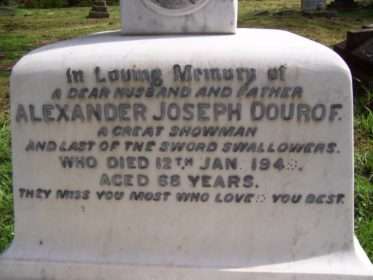 In Loving Memory of
A DEAR HUSBAND AND FATHER
ALEXANDER JOSEPH DOUROF.
A GREAT SHOWMAN
AND LAST OF THE SWORD SWALLOWERS.
WHO DIED 12TH JAN.
AGED 68 YEARS.
THEY MISS YOU MOST WHO LOVED YOU BEST.